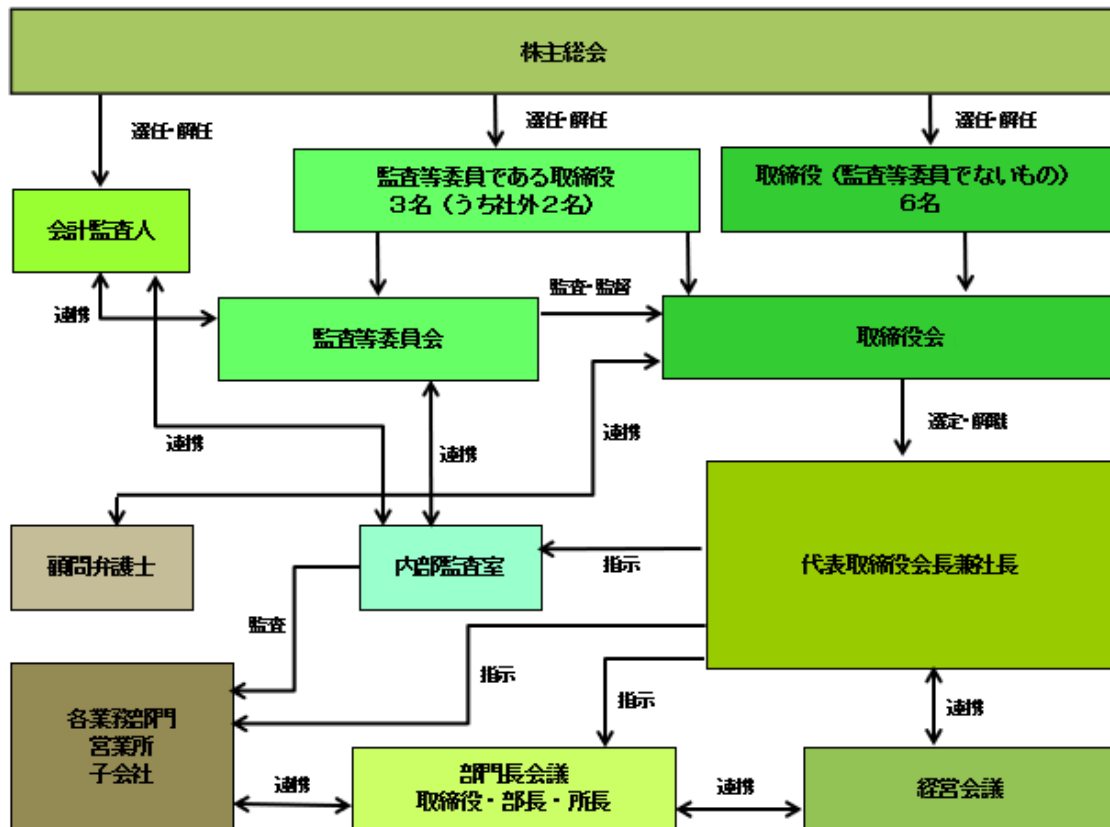 株主総会
選任・解任
選任・解任
選任・解任
監査等委員である取締役
3名（うち社外2名）
取締役（監査等委員でないもの）
6名
会計監査人
連携
監査・監督
監査等委員会
取締役会
連携
連携
連携
選定・解職
顧問弁護士
内部監査室
指示
代表取締役会長兼社長
監査
指示
指示
連携
各業務部門
営業所
子会社
連携
部門長会議
取締役・部長・所長
連携
経営会議